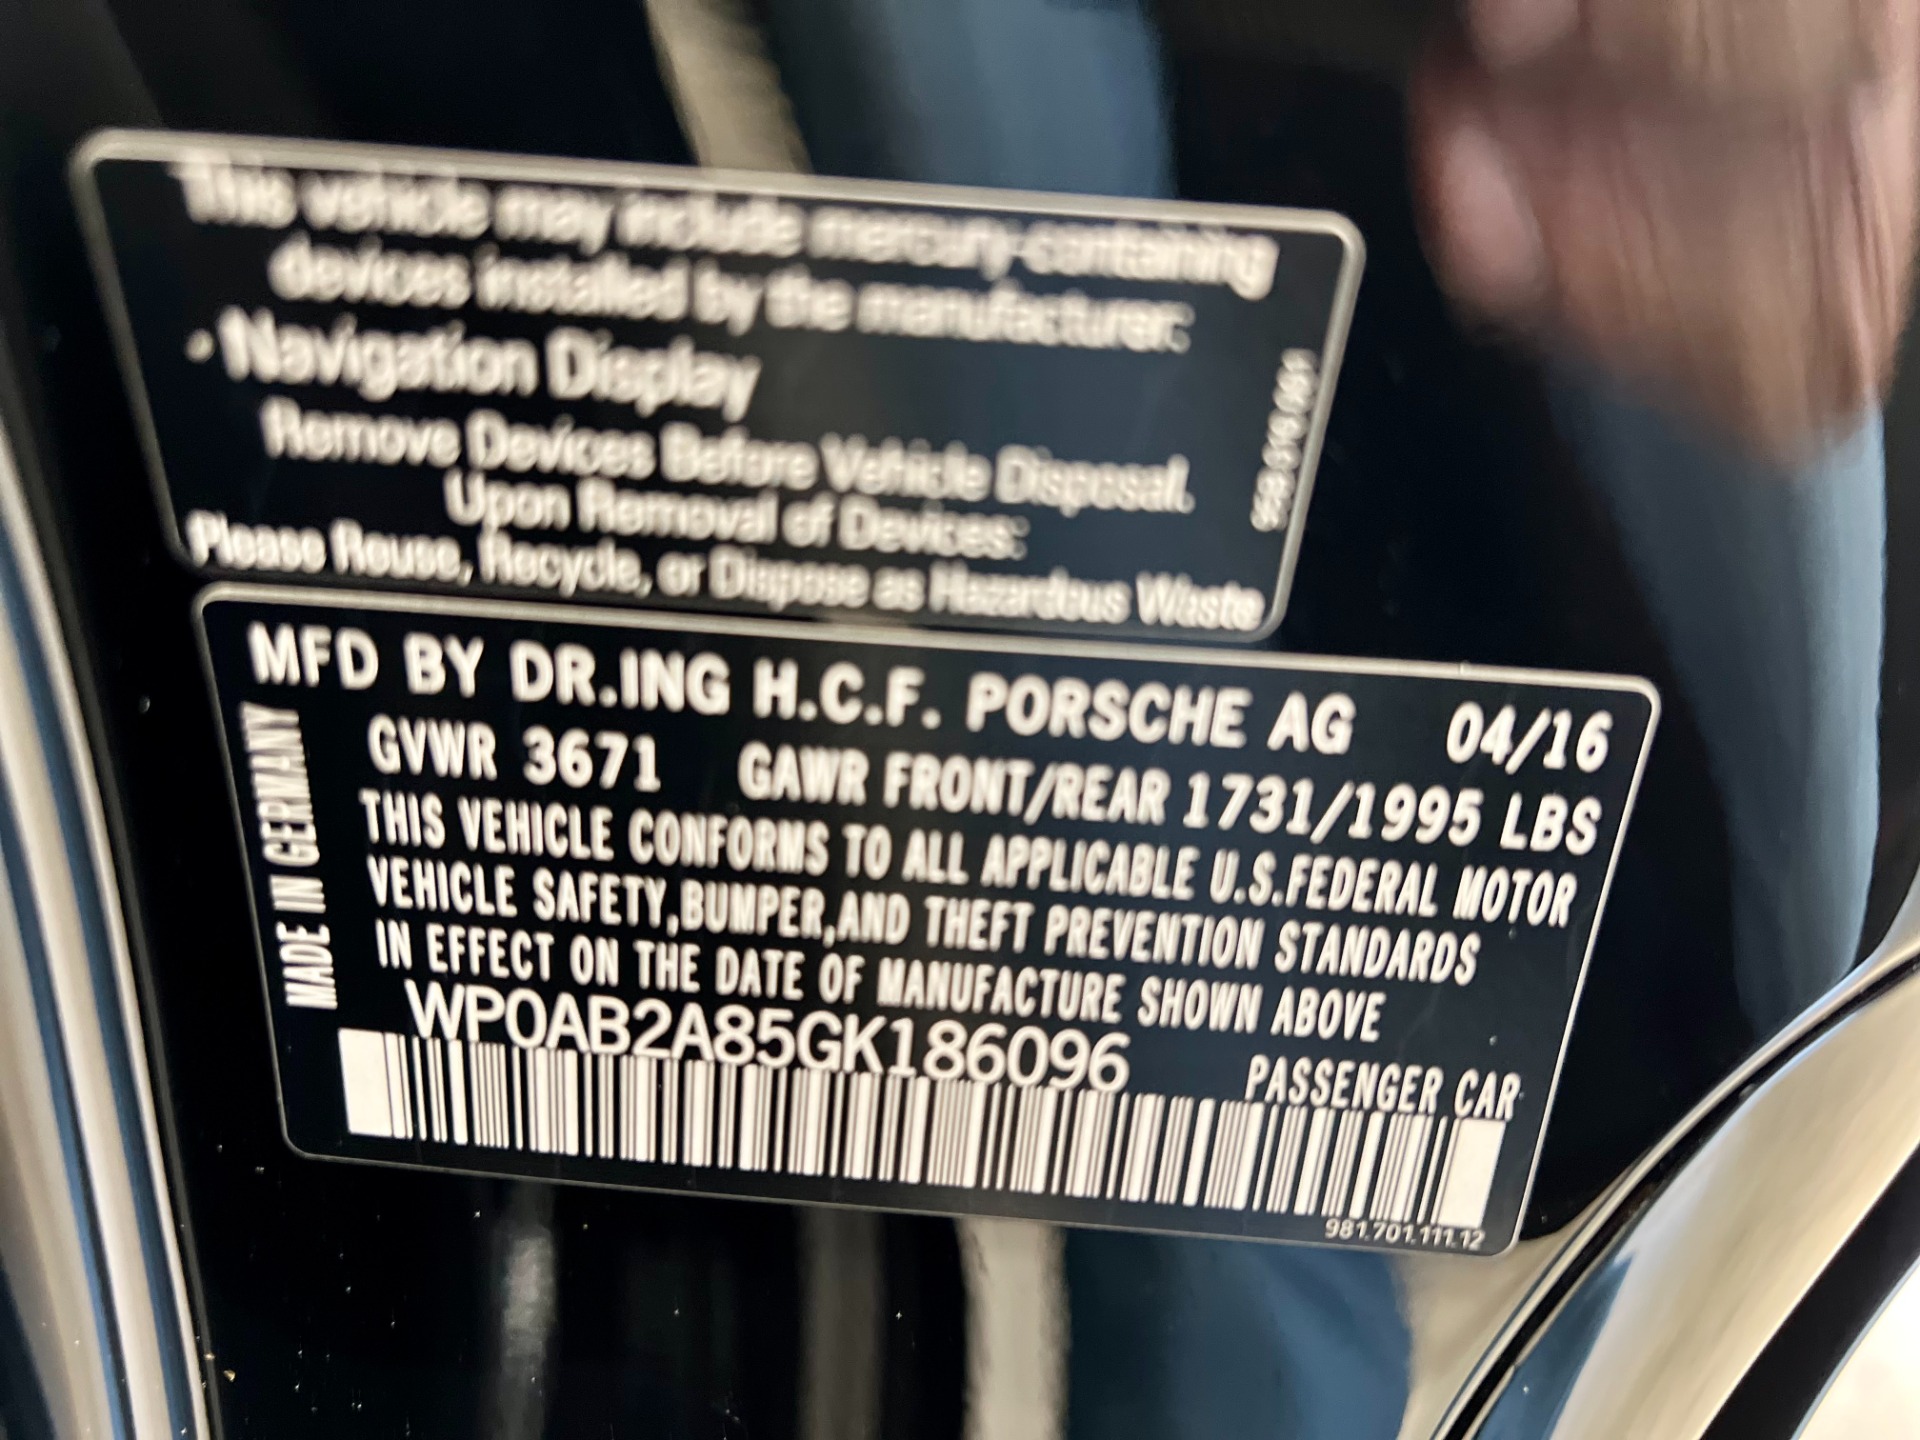 This vehicle may include mercury-containing
devices installed by the manufacturer:
• Navigation Display
Remove Devices Before Vehicle Disposal.
Upon Removal of Devices:
Please Reuse, Recycle, or Dispose as Hazardous Waste
MFD BY DR.ING H.C.F. PORSCHE AG 04/16
GVWR 3671 GAWR FRONT/REAR 1731/1995 LBS
THIS VEHICLE CONFORMS TO ALL APPLICABLE U.S.FEDERAL MOTOR
VEHICLE SAFETY,BUMPER,AND THEFT PREVENTION STANDARDS
IN EFFECT ON THE DATE OF MANUFACTURE SHOWN ABOVE
MADE IN GERMANY
WP0AB2A85GK186096
PASSENGER CAR
981.701.111.12